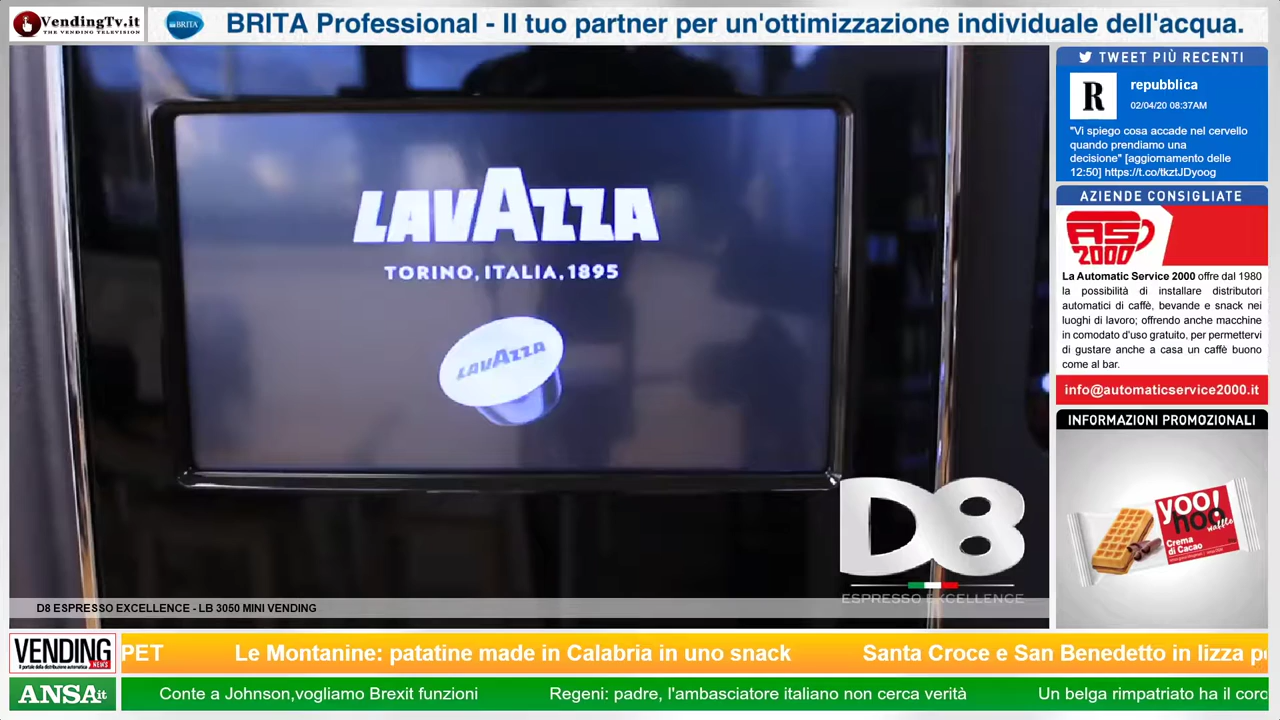 VendingTv.it
THE VENDING TELEVISION
BRITA
BRITA Professional - Il tuo partner per un'ottimizzazione individuale dell'acqua.
LAVAZZA
TORINO, ITALIA, 1895
LAVAZZA
D8
ESPRESSO EXCELLENCE
D8 ESPRESSO EXCELLENCE - LB 3050 MINI VENDING
TWEET PIÙ RECENTI
R
repubblica
02/04/20 08:37AM
"Vi spiego cosa accade nel cervello
quando prendiamo una
decisione" [aggiornamento delle
12:50] https://t.co/tkztJDyoog
AZIENDE CONSIGLIATE
AS
2000
La Automatic Service 2000 offre dal 1980
la possibilità di installare distributori
automatici di caffè, bevande e snack nei
luoghi di lavoro; offrendo anche macchine
in comodato d'uso gratuito, per permettervi
di gustare anche a casa un caffè buono
come al bar.
info@automaticservice2000.it
INFORMAZIONI PROMOZIONALI
yoo!
hoo
waffle
Crema
di Cacao
VENDING
Il portale della distribuzione automatica NEWS
PET Le Montanine: patatine made in Calabria in uno snack Santa Croce e San Benedetto in lizza
ANSA.it
Conte a Johnson,vogliamo Brexit funzioni Regeni: padre, l'ambasciatore italiano non cerca verità Un belga rimpatriato ha il